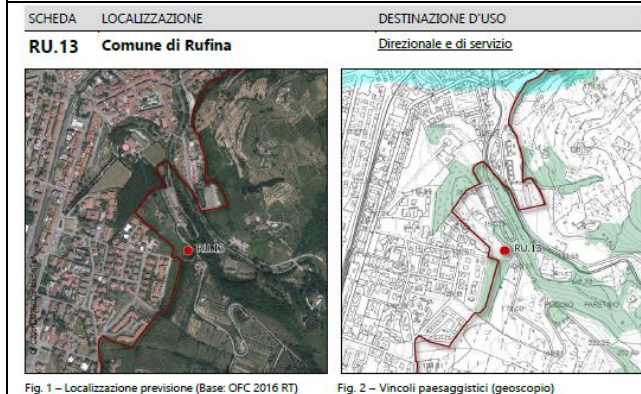 SCHEDA LOCALIZZAZIONE DESTINAZIONE D'USO
RU.13 Comune di Rufina Direzionale e di servizio
RU.13
RU.13
Fig. 1 – Localizzazione previsione (Base: OFC 2016 RT) Fig. 2 – Vincoli paesaggistici (geoscopio)